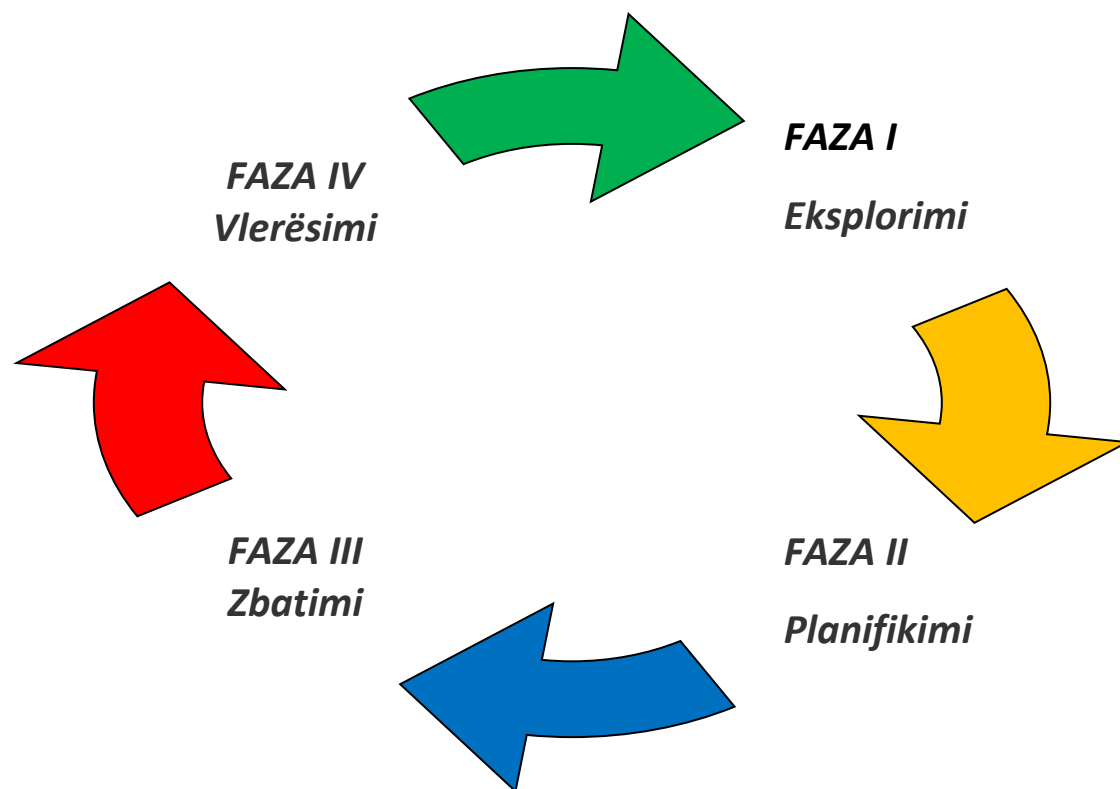 FAZA I
Eksplorimi
FAZA II
Planifikimi
FAZA III
Zbatimi
FAZA IV
Vlerësimi